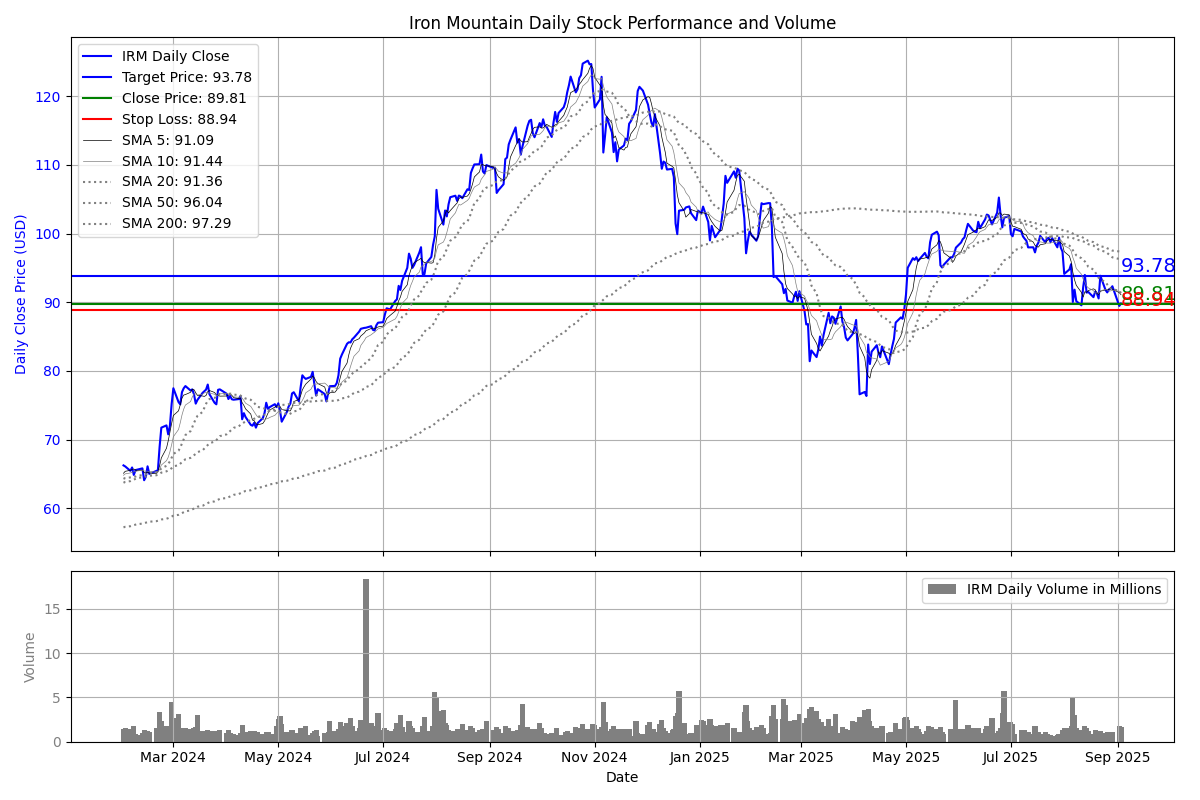 Iron Mountain Daily Stock Performance and Volume
IRM Daily Close
Target Price: 93.78
Close Price: 89.81
Stop Loss: 88.94
SMA 5: 91.09
SMA 10: 91.44
SMA 20: 91.36
SMA 50: 96.04
SMA 200: 97.29
Daily Close Price (USD)
120
110
100
90
80
70
60
93.78
89.81
88.94
IRM Daily Volume in Millions
Volume
15
10
5
0
Mar 2024
May 2024
Jul 2024
Sep 2024
Nov 2024
Jan 2025
Mar 2025
May 2025
Jul 2025
Sep 2025
Date